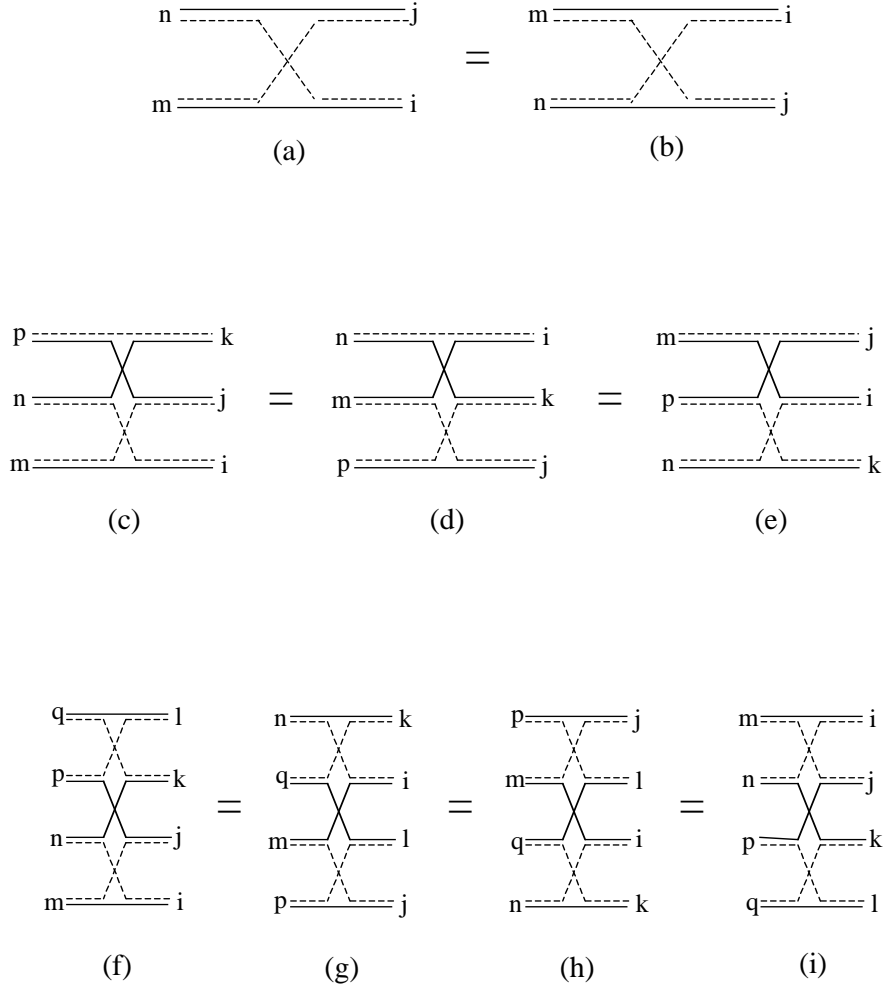 n j = m i
m i n j
(a) (b)
p k n i m j
n j = m k = p i
m i p j n k
(c) (d) (e)
q l n k p j m i
p k = q i = m l = n j
n j m l q i p k
m i p j n k q l
(f) (g) (h) (i)